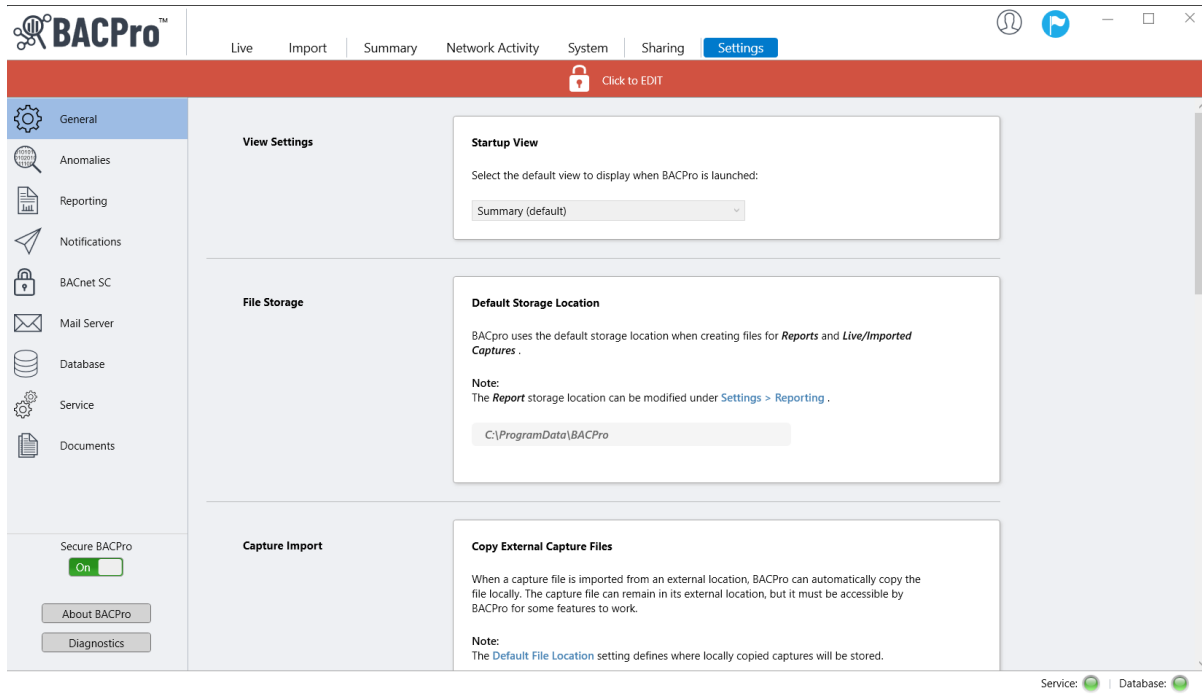 BACPro™
Live Import Summary Network Activity System Sharing Settings
Click to EDIT
General
Anomalies
Reporting
Notifications
BACnet SC
Mail Server
Database
Service
Documents
Secure BACPro
On
About BACPro
Diagnostics
View Settings
Startup View
Select the default view to display when BACPro is launched:
Summary (default)
File Storage
Default Storage Location
BACpro uses the default storage location when creating files for Reports and Live/Imported
Captures .
Note:
The Report storage location can be modified under Settings > Reporting .
C:\ProgramData\BACPro
Capture Import
Copy External Capture Files
When a capture file is imported from an external location, BACPro can automatically copy the
file locally. The capture file can remain in its external location, but it must be accessible by
BACPro for some features to work.
Note:
The Default File Location setting defines where locally copied captures will be stored.
Service: | Database: